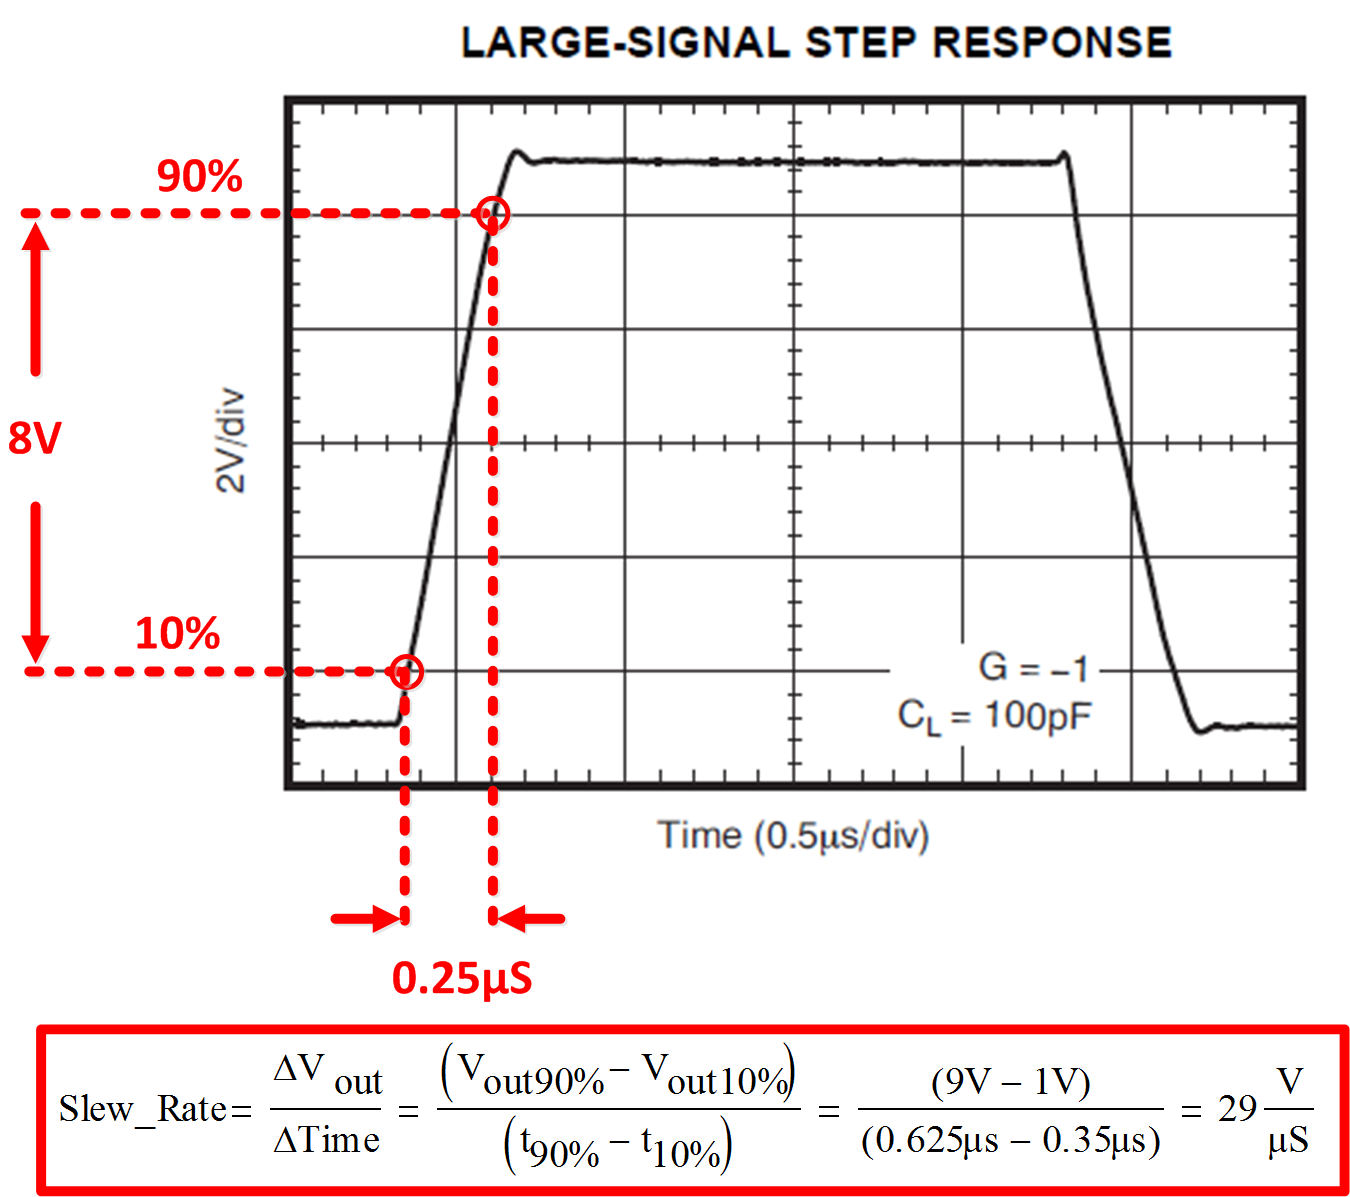 LARGE-SIGNAL STEP RESPONSE
90%
8V
2V/div
10%
G = −1
CL = 100pF
Time (0.5μs/div)
0.25μS
Slew_Rate = ΔV out / ΔTime = (Vout90% − Vout10%) / (t90% − t10%) = (9V − 1V) / (0.625μs − 0.35μs) = 29 V / μS